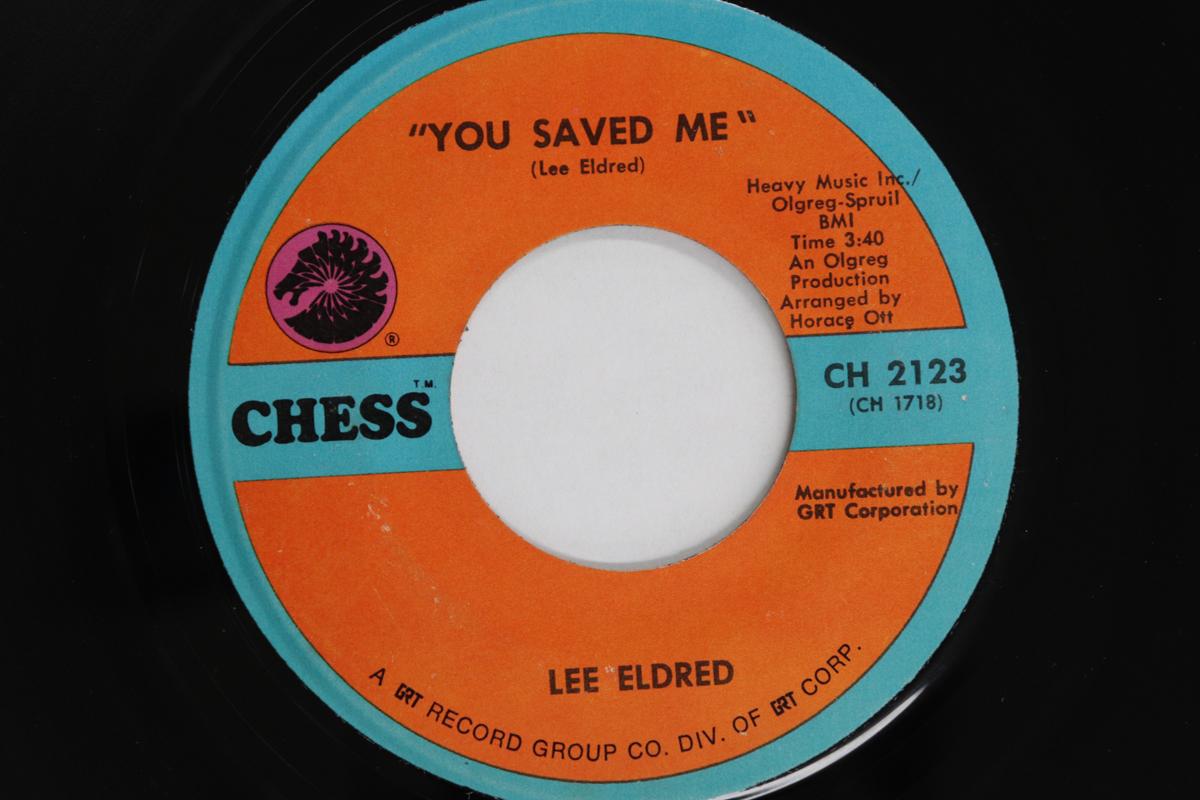 "YOU SAVED ME"
(Lee Eldred)
Heavy Music Inc./
Olgreg-Spruil
BMI
Time 3:40
An Olgreg
Production
Arranged by
Horace Ott
®
CHESS T.M.
CH 2123
(CH 1718)
Manufactured by
GRT Corporation
LEE ELDRED
A GRT RECORD GROUP CO. DIV. OF GRT CORP.